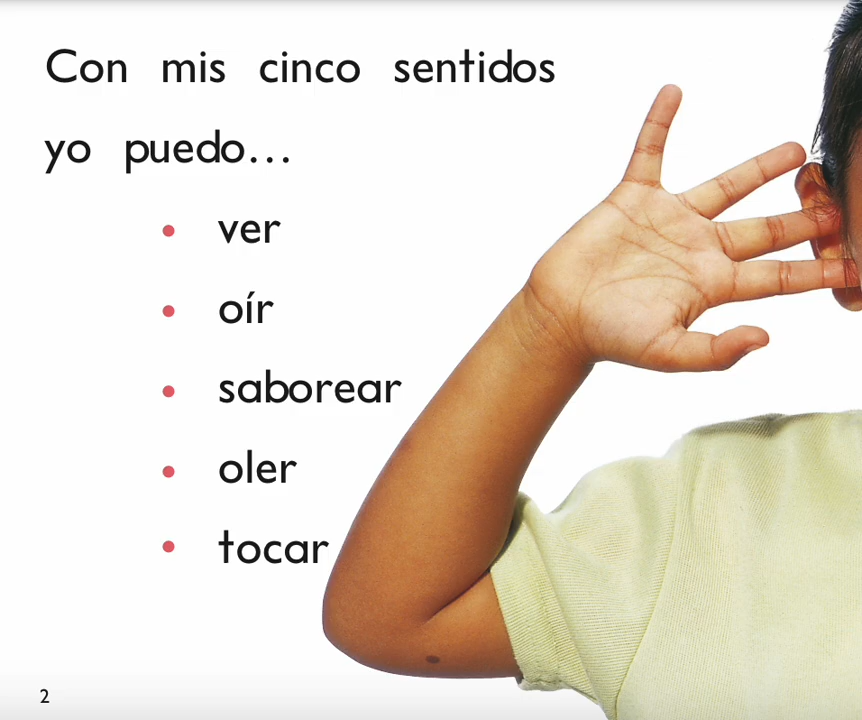 Con mis cinco sentidos
yo puedo...
• ver
• oír
• saborear
• oler
• tocar
2